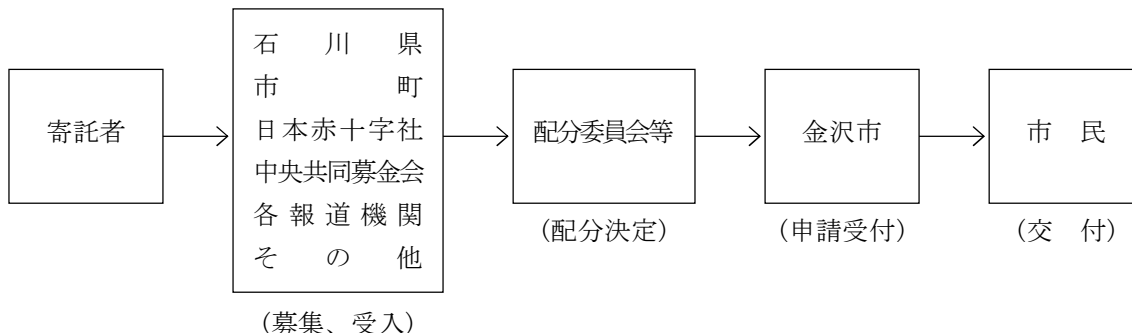 寄託者
石川県
市町
日本赤十字社
中央共同募金会
各報道機関
その他
(募集、受入)
配分委員会等
(配分決定)
金沢市
(申請受付)
市民
(交付)